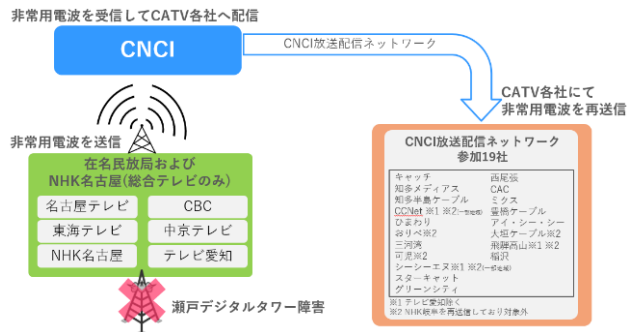 非常用電波を受信してCATV各社へ配信
CNCI
CNCI放送配信ネットワーク
CATV各社にて
非常用電波を再送信
非常用電波を送信
在名民放局および
NHK名古屋(総合テレビのみ)
名古屋テレビ
CBC
東海テレビ
中京テレビ
NHK名古屋
テレビ愛知
瀬戸デジタルタワー障害
CNCI放送配信ネットワーク
参加19社
キャッチ
知多メディアス
知多半島ケーブル
CCNet ※1 ※2(一部地域)
ひまわり
おりべ※2
三河湾
可児※2
シーシーエヌ※1 ※2(一部地域)
スターキャット
グリーンシティ
西尾張
CAC
ミクス
豊橋ケーブル
アイ・シー・シー
大垣ケーブル※2
飛騨高山※1 ※2
稲沢
※1 テレビ愛知除く
※2 NHK岐阜を再送信しており対象外